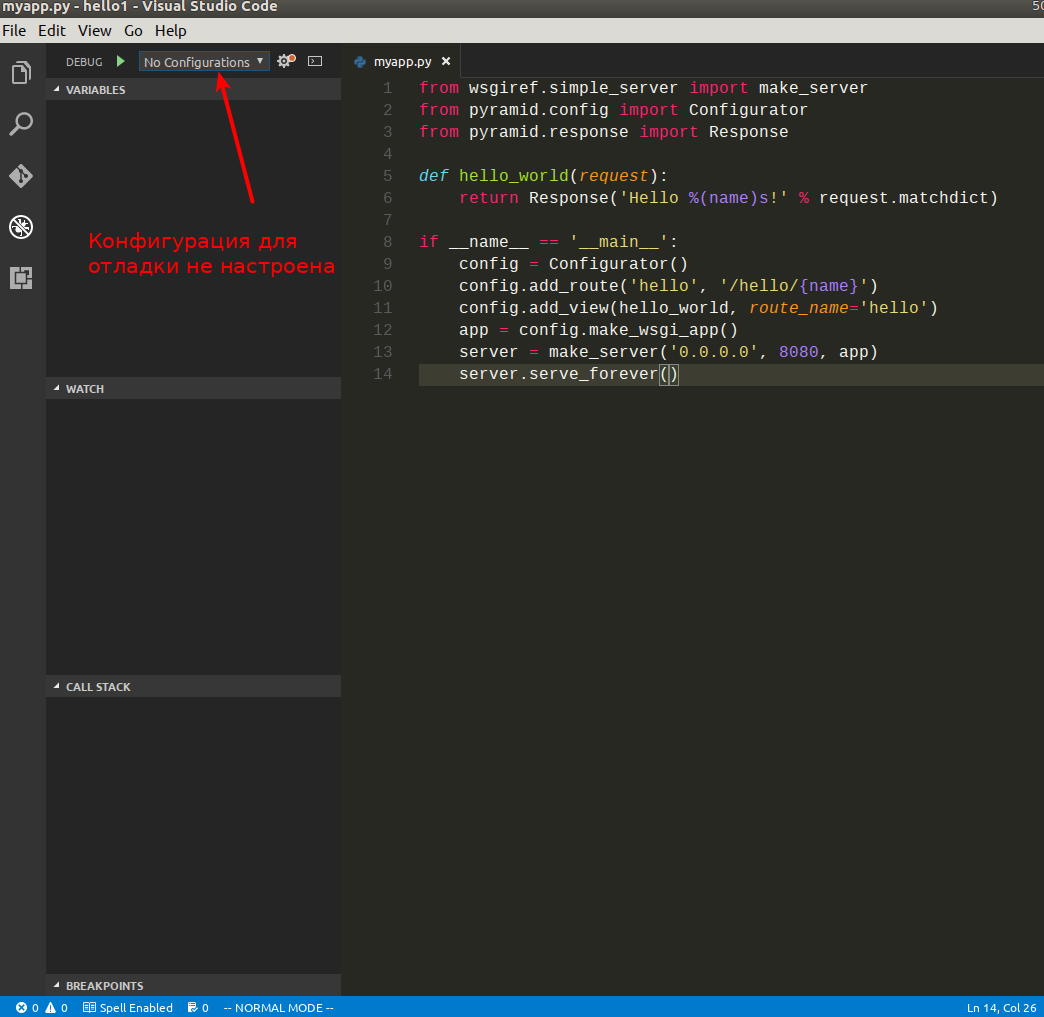 myapp.py - hello1 - Visual Studio Code
50
File Edit View Go Help
DEBUG No Configurations
myapp.py
VARIABLES
Конфигурация для
отладки не настроена
WATCH
CALL STACK
BREAKPOINTS
1 from wsgiref.simple_server import make_server
2 from pyramid.config import Configurator
3 from pyramid.response import Response
4
5 def hello_world(request):
6     return Response('Hello %(name)s!' % request.matchdict)
7
8 if __name__ == '__main__':
9     config = Configurator()
10     config.add_route('hello', '/hello/{name}')
11     config.add_view(hello_world, route_name='hello')
12     app = config.make_wsgi_app()
13     server = make_server('0.0.0.0', 8080, app)
14     server.serve_forever()
0 0 Spell Enabled 0 -- NORMAL MODE -- Ln 14, Col 26